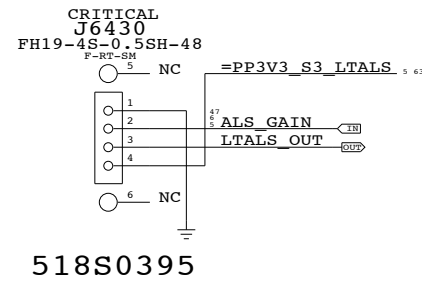 CRITICAL
J6430
FH19-4S-0.5SH-48
F-RT-SM
5 NC
=PP3V3_S3_LTALS 5 63
1
47
6
5
2 ALS_GAIN IN
3 LTALS_OUT OUT
4
6 NC
518S0395